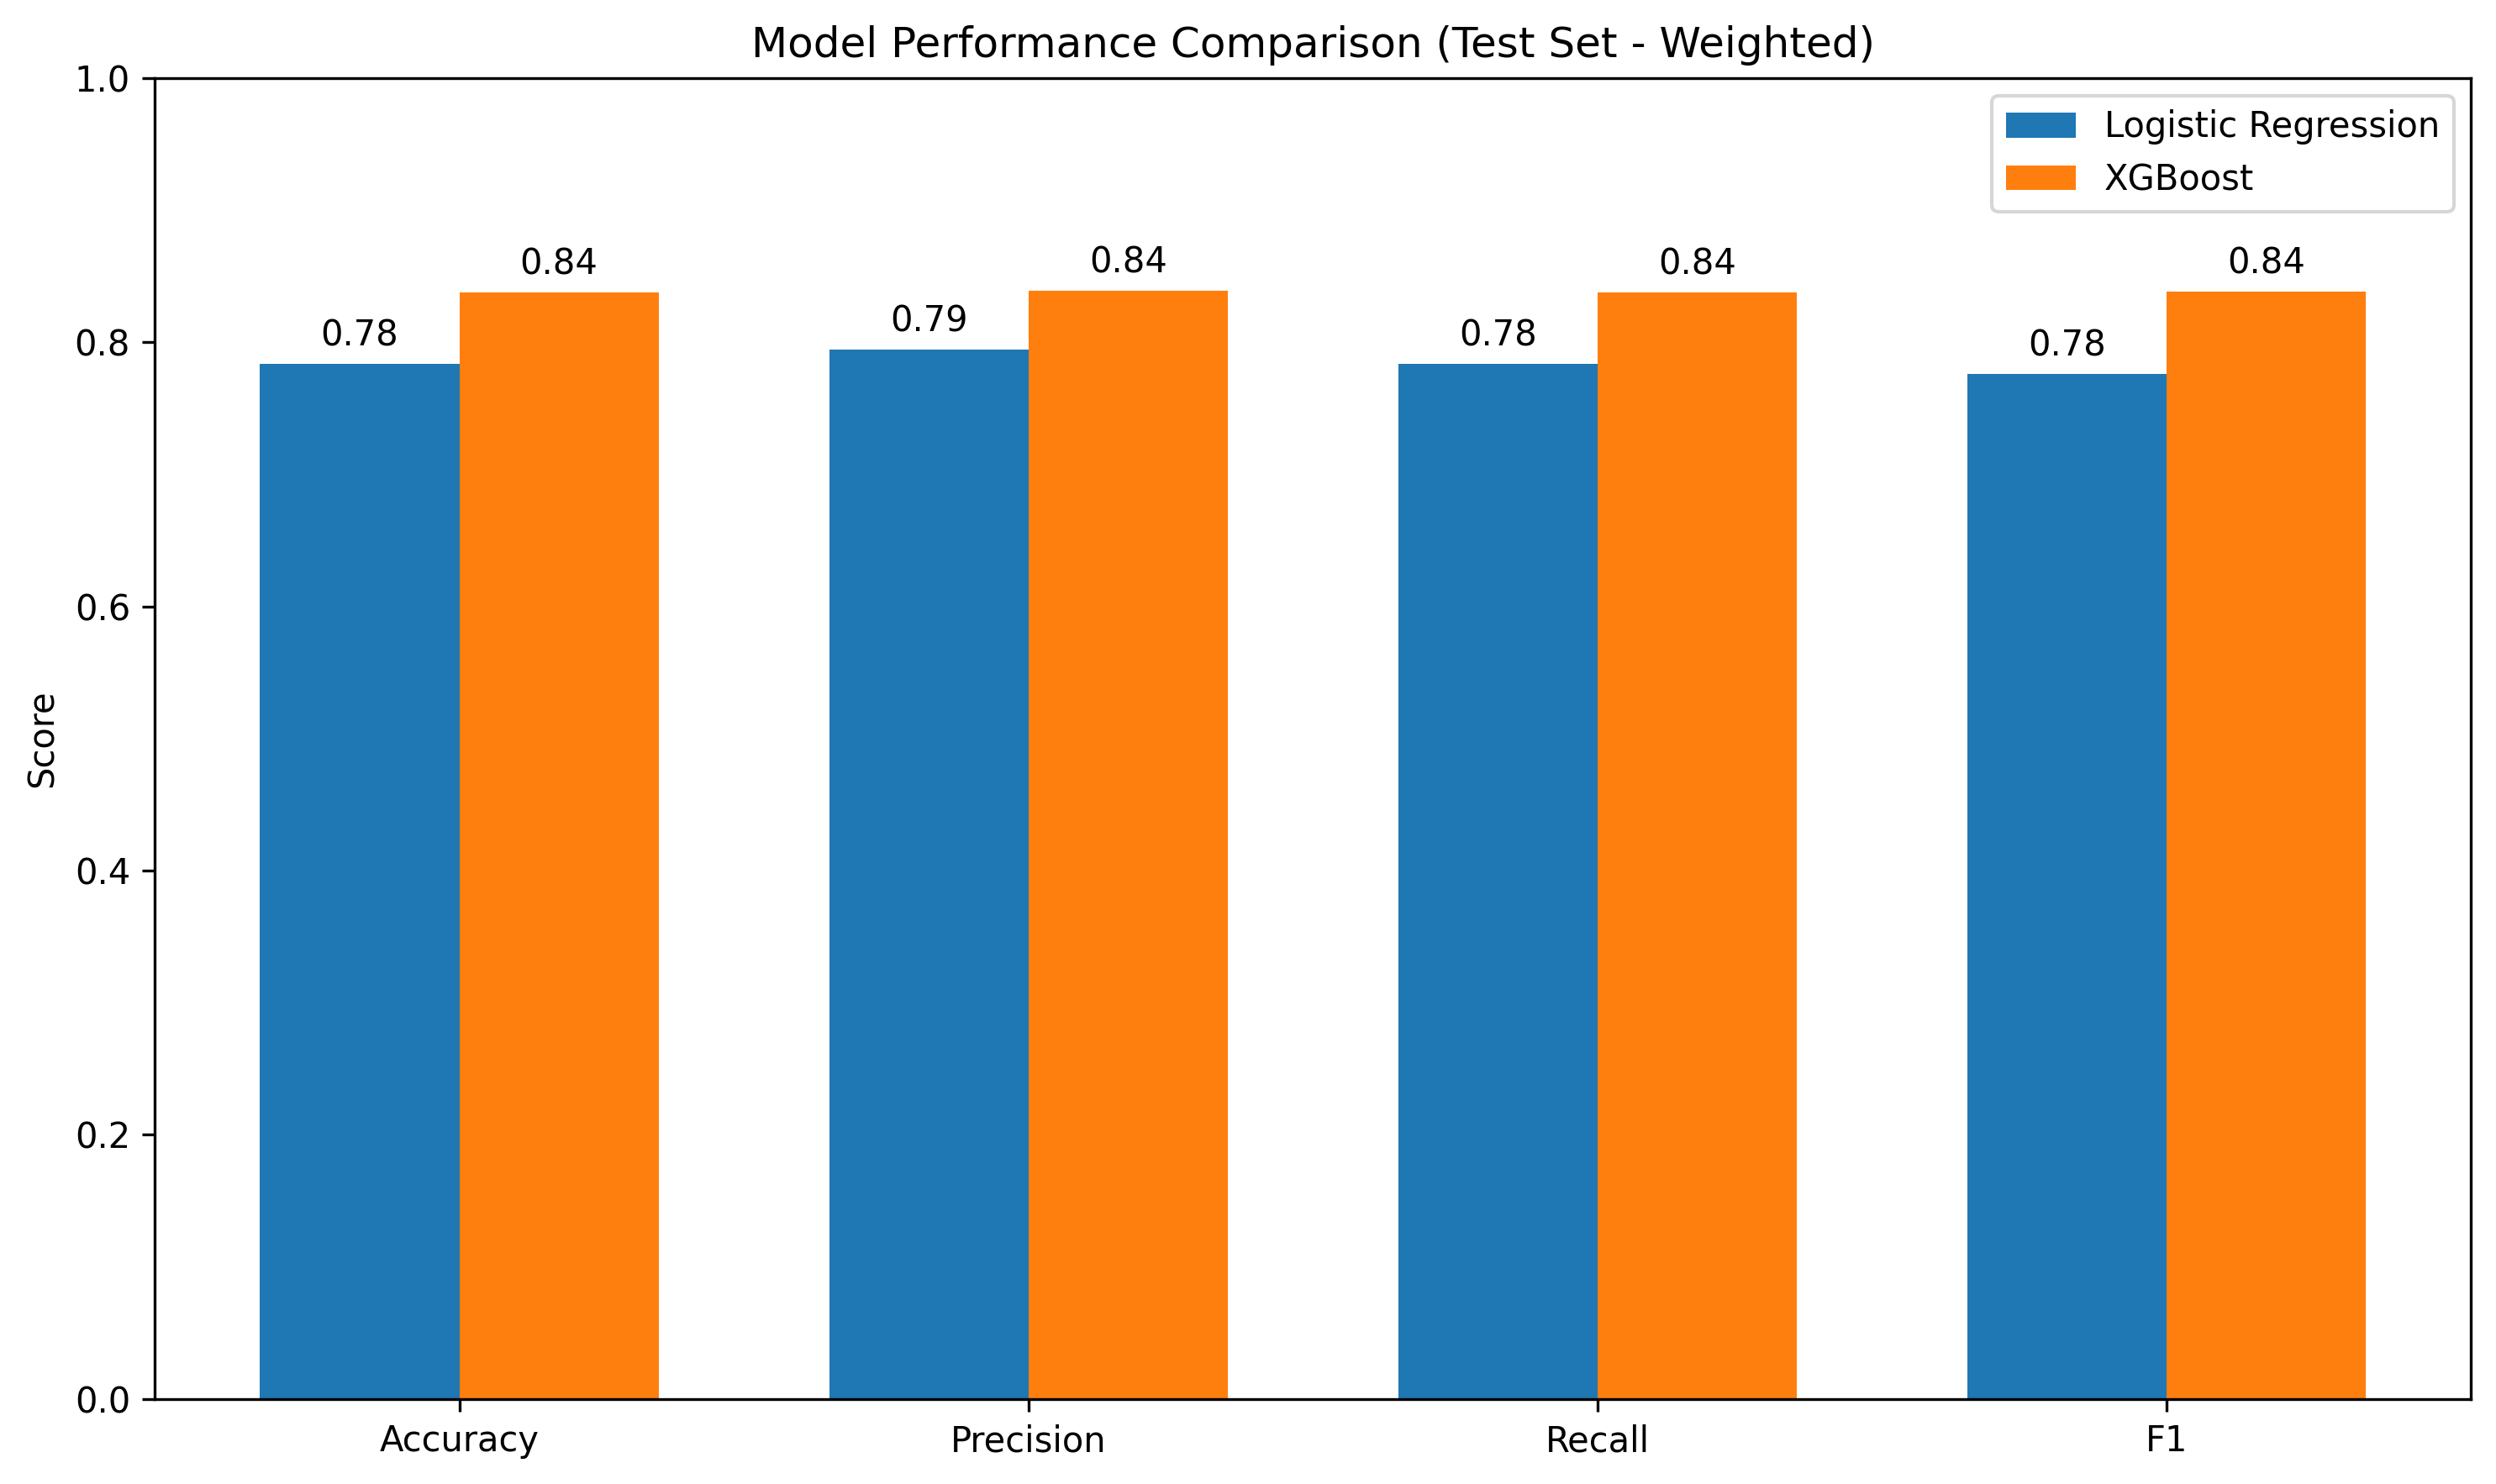 Model Performance Comparison (Test Set - Weighted)
Logistic Regression
XGBoost
Score
1.0
0.8
0.6
0.4
0.2
0.0
0.78
0.84
0.79
0.84
0.78
0.84
0.78
0.84
Accuracy
Precision
Recall
F1